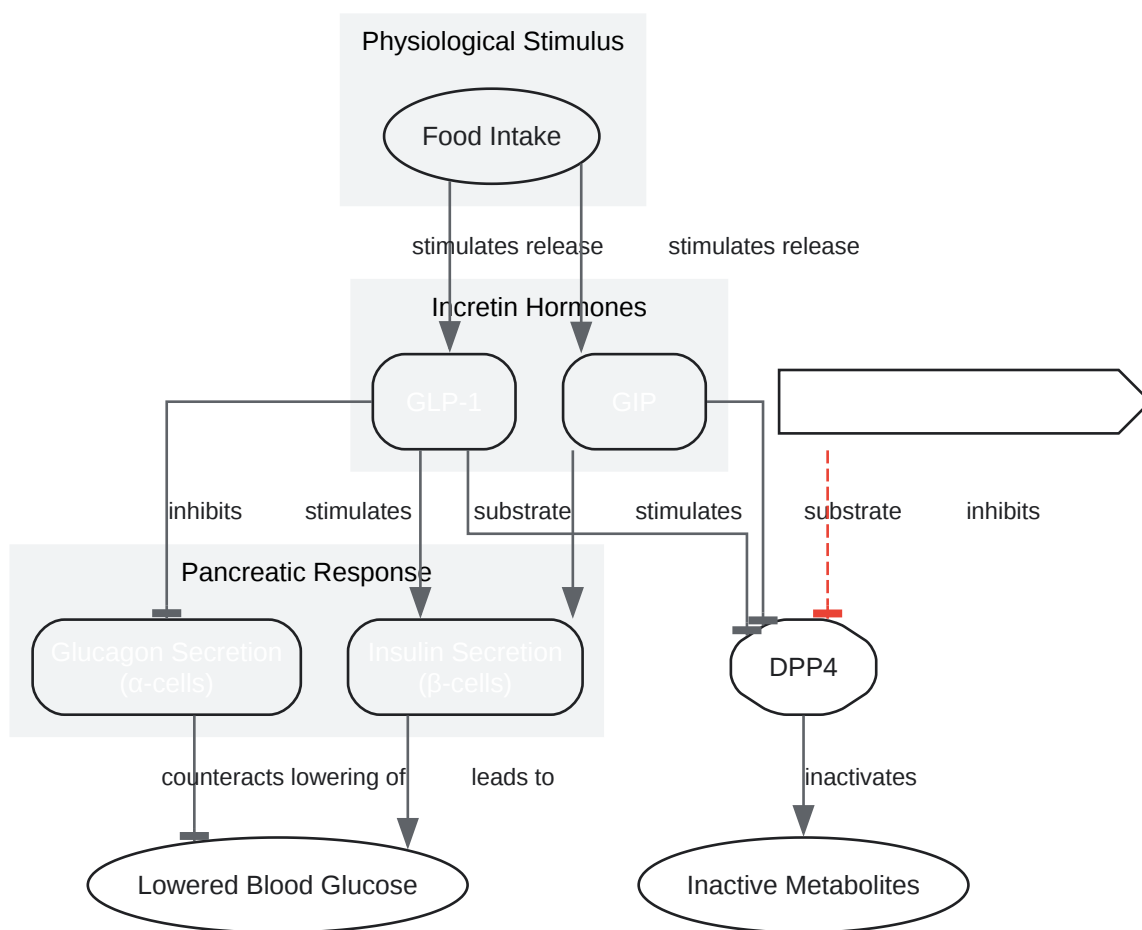 Physiological Stimulus
Food Intake
stimulates release
stimulates release
Incretin Hormones
GLP-1
GIP
inhibits
stimulates
substrate
stimulates
substrate
inhibits
Pancreatic Response
Glucagon Secretion
(α-cells)
Insulin Secretion
(β-cells)
DPP4
counteracts lowering of
leads to
inactivates
Lowered Blood Glucose
Inactive Metabolites